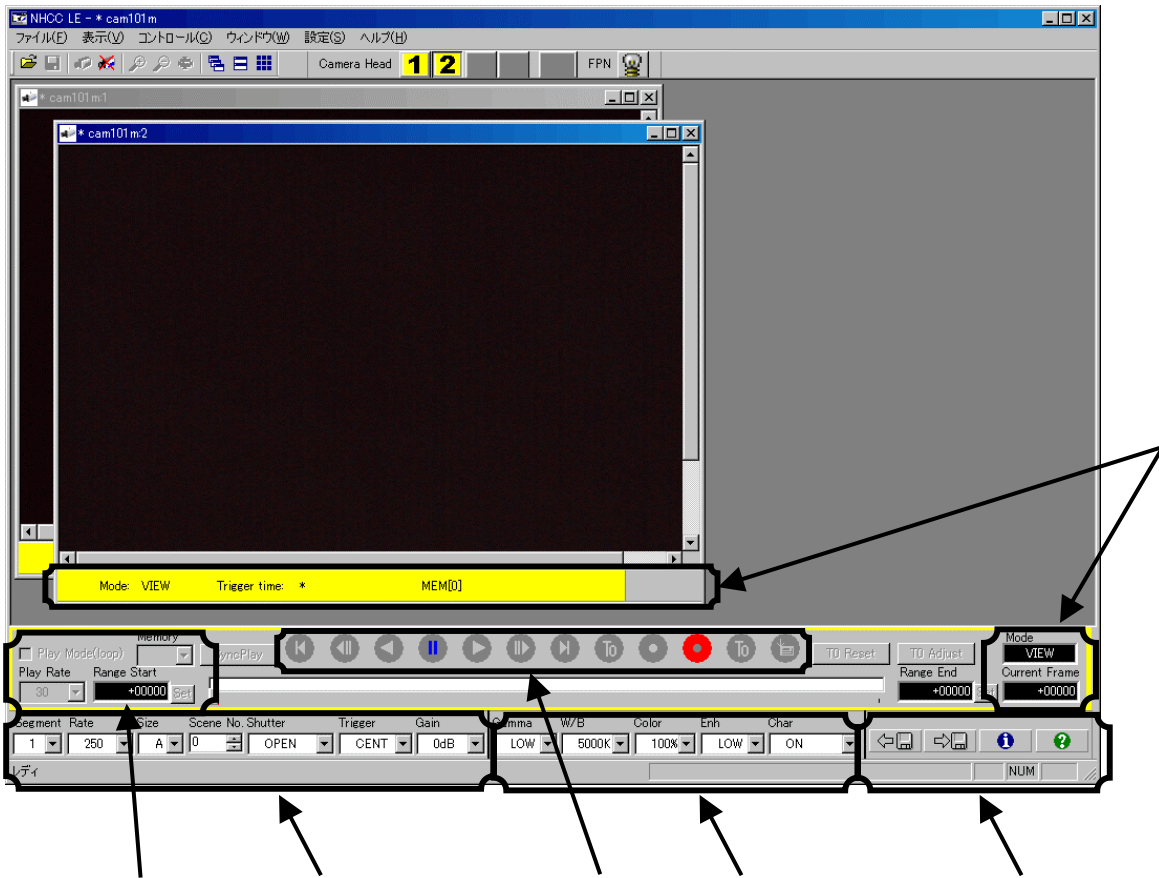 NHCC LE - * cam101m
ファイル(F) 表示(V) コントロール(C) ウィンドウ(W) 設定(S) ヘルプ(H)
Camera Head 1 2 FPN
* cam101m:1
* cam101m:2
Mode: VIEW Trigger time: * MEM[0]
Memory
Play Mode(loop)
SyncPlay
To To
T0 Reset T0 Adjust
Mode
VIEW
Play Rate Range Start
30 +00000 Set
Range End Current Frame
+00000 +00000
Segment Rate Size Scene No. Shutter Trigger Gain Gamma W/B Color Enh Char
1 250 A 0 OPEN CENT 0dB LOW 5000K 100% LOW ON
レディ
NUM